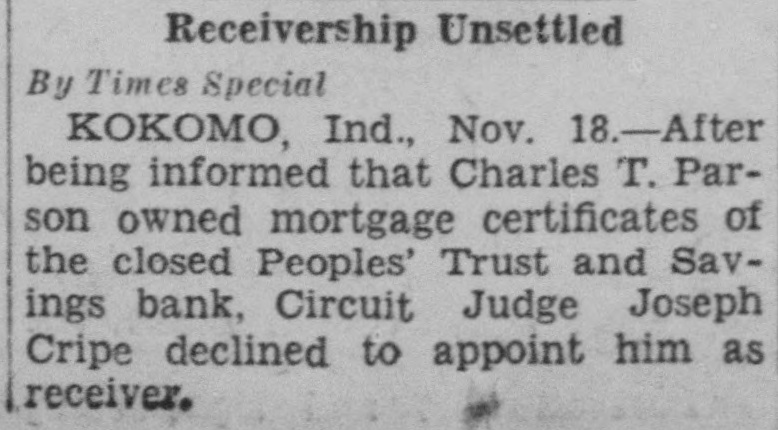 Receivership Unsettled
By Times Special
KOKOMO, Ind., Nov. 18.—After
being informed that Charles T. Par-
son owned mortgage certificates of
the closed Peoples' Trust and Sav-
ings bank, Circuit Judge Joseph
Cripe declined to appoint him as
receiver.